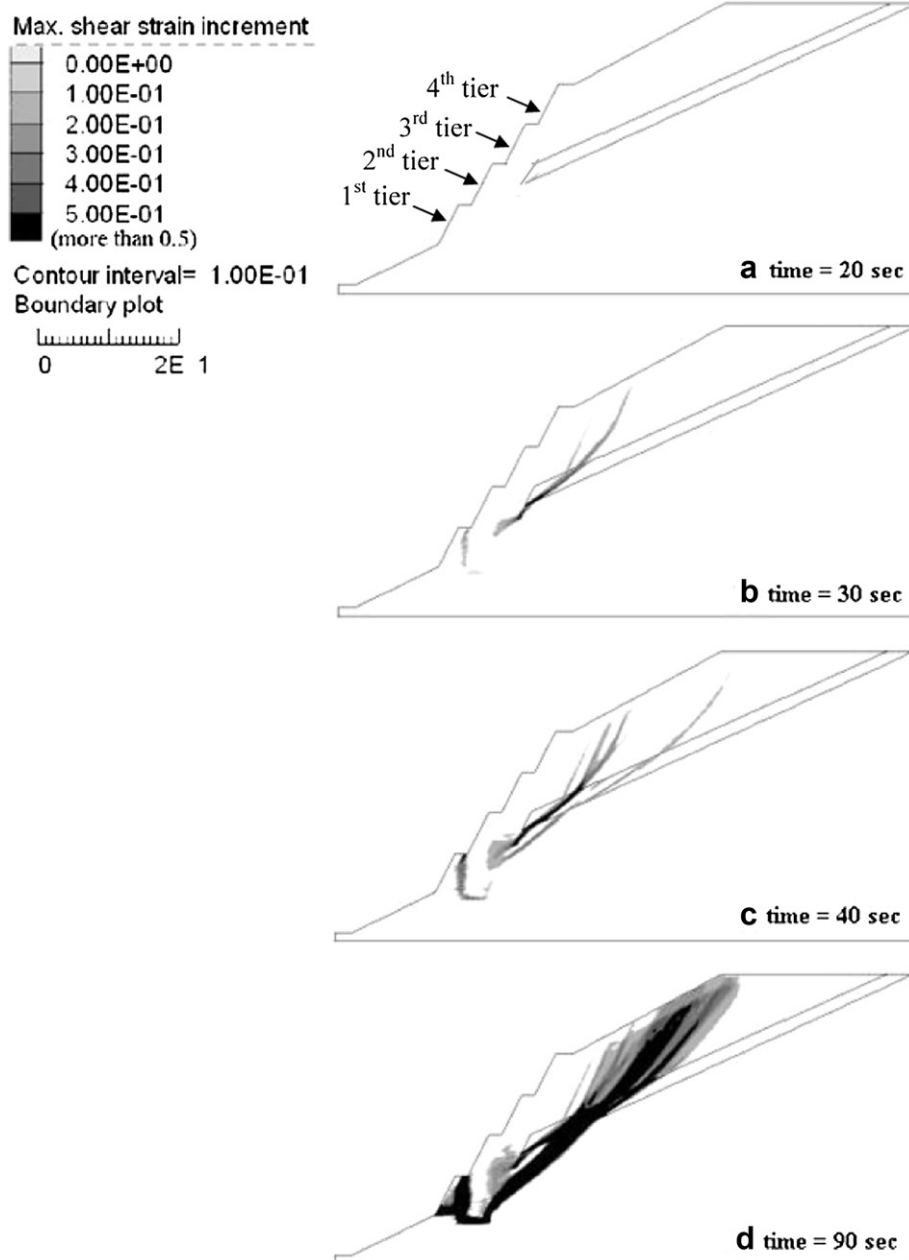 Max. shear strain increment
0.00E+00
1.00E-01
2.00E-01
3.00E-01
4.00E-01
5.00E-01
(more than 0.5)
Contour interval= 1.00E-01
Boundary plot
0 2E 1
4th tier
3rd tier
2nd tier
1st tier
a time = 20 sec
b time = 30 sec
c time = 40 sec
d time = 90 sec